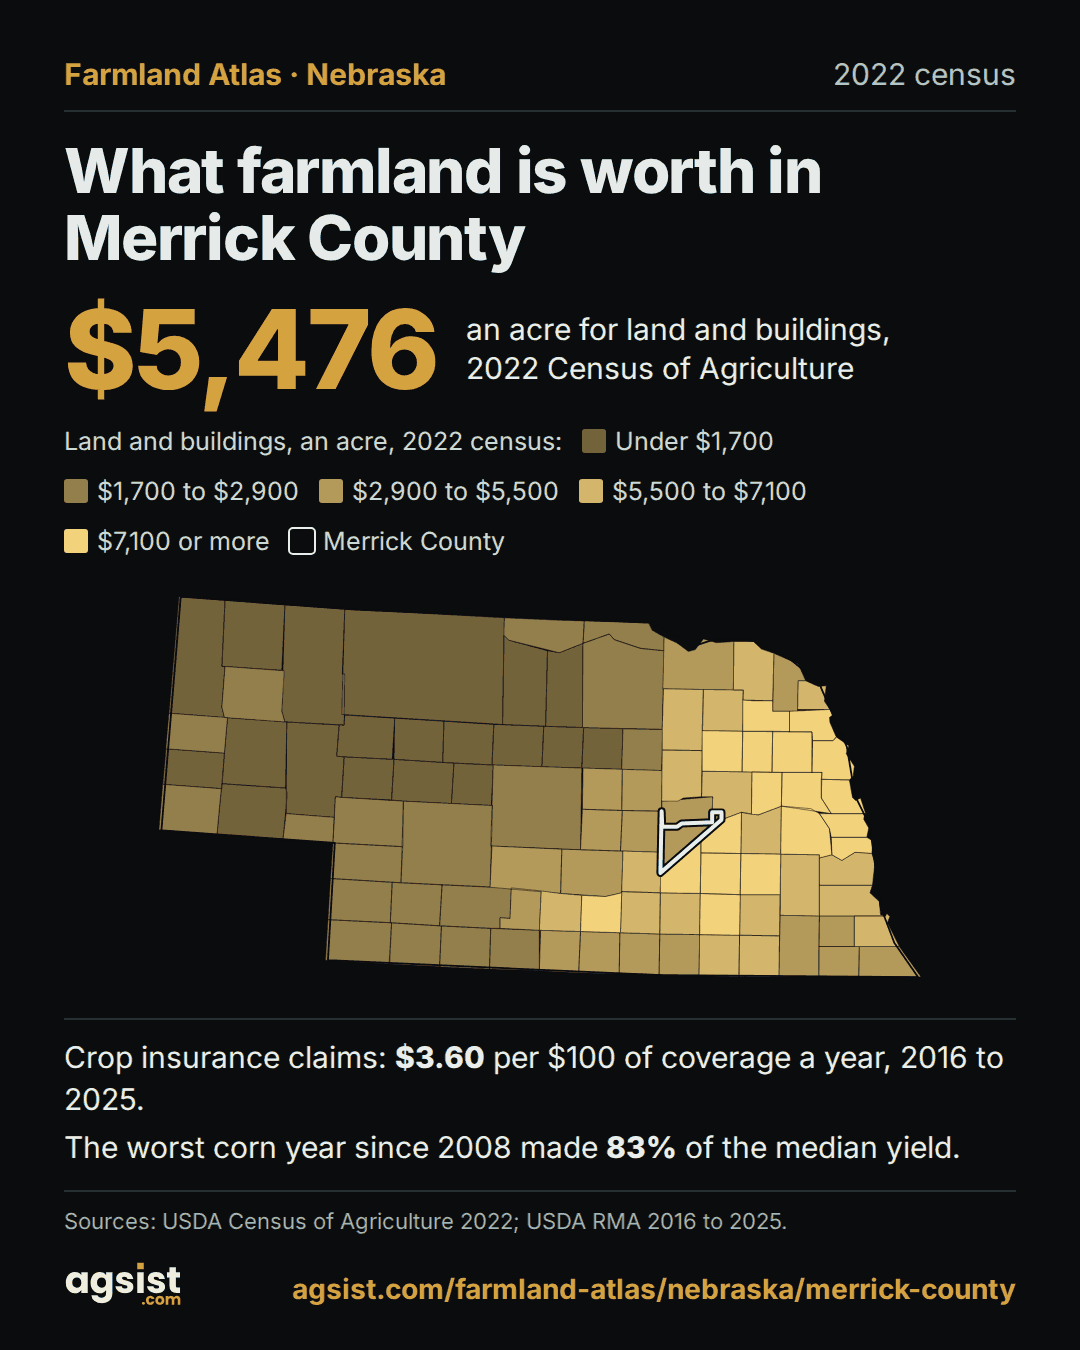 Farmland Atlas · Nebraska
2022 census
What farmland is worth in
Merrick County
$5,476
an acre for land and buildings,
2022 Census of Agriculture
Land and buildings, an acre, 2022 census: Under $1,700
$1,700 to $2,900 $2,900 to $5,500 $5,500 to $7,100
$7,100 or more Merrick County
Crop insurance claims: $3.60 per $100 of coverage a year, 2016 to
2025.
The worst corn year since 2008 made 83% of the median yield.
Sources: USDA Census of Agriculture 2022; USDA RMA 2016 to 2025.
agsist
.com
agsist.com/farmland-atlas/nebraska/merrick-county